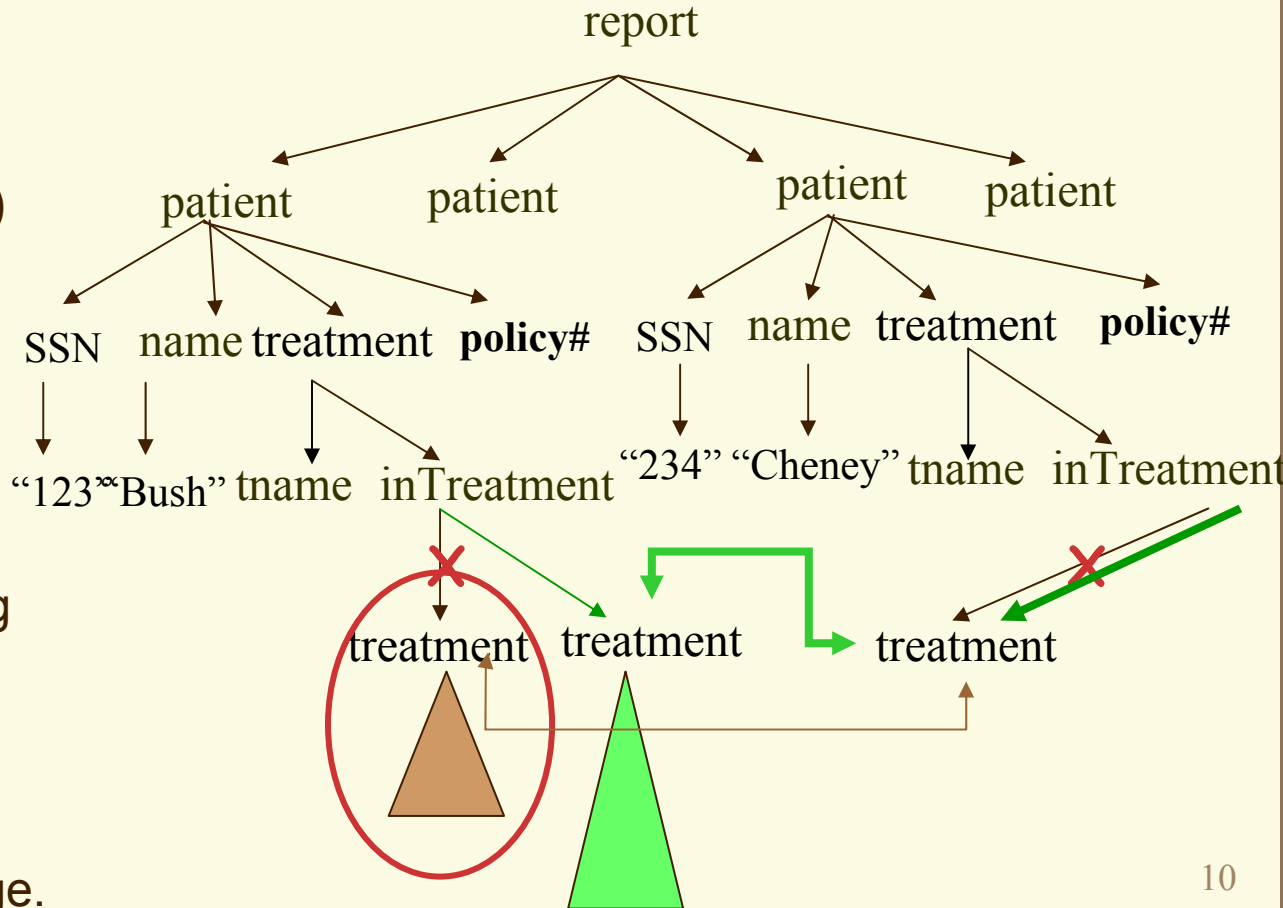 report
)
patient patient patient patient
SSN name treatment policy# SSN name treatment policy#
“123” “Bush” tname inTreatment “234” “Cheney” tname inTreatment
g
treatment treatment treatment
ge.
10